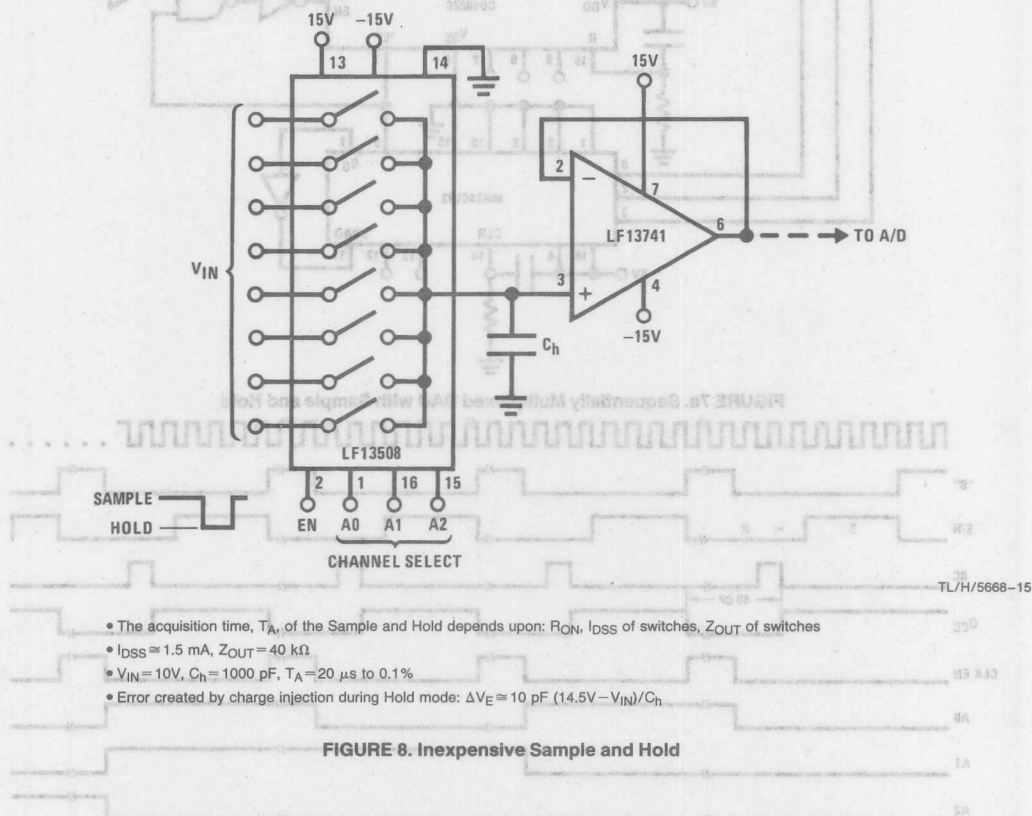 15V -15V
13 14
15V
2 −
7
LF13741
6
TO A/D
3 +
4
−15V
VIN
Ch
LF13508
2 1 16 15
SAMPLE
HOLD
EN A0 A1 A2
CHANNEL SELECT
TL/H/5668–15
• The acquisition time, TA, of the Sample and Hold depends upon: RON, IDSS of switches, ZOUT of switches
• IDSS ≅ 1.5 mA, ZOUT = 40 kΩ
• VIN = 10V, Ch = 1000 pF, TA = 20 μs to 0.1%
• Error created by charge injection during Hold mode: ΔVE ≅ 10 pF (14.5V − VIN)/Ch
FIGURE 8. Inexpensive Sample and Hold